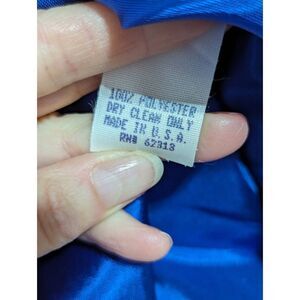 100% POLYESTER
DRY CLEAN ONLY
MADE IN U.S.A.
RN# 62313